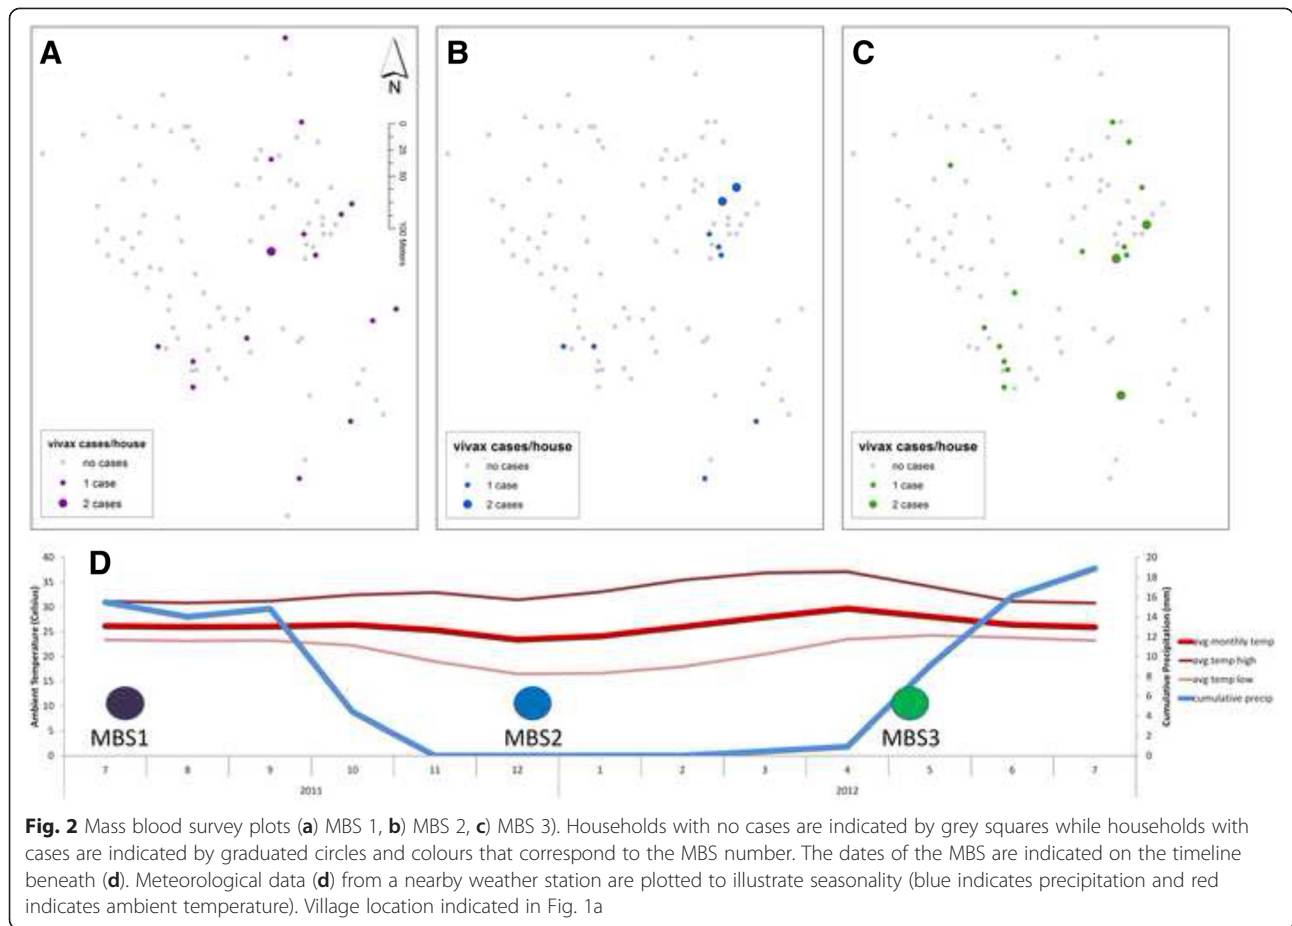 A
N
0
25
50
100 Meters
vivax cases/house
no cases
1 case
2 cases
B
vivax cases/house
no cases
1 case
2 cases
C
vivax cases/house
no cases
1 case
2 cases
D
Ambient Temperature (Celsius)
40
35
30
25
20
15
10
5
0
MBS1
MBS2
MBS3
20
18
16
14
12
10
8
6
4
2
0
Cumulative Precipitation (mm)
avg monthly temp
avg temp high
avg temp low
cumulative precip
7 8 9 10 11 12 1 2 3 4 5 6 7
2011 2012
Fig. 2 Mass blood survey plots (a) MBS 1, b) MBS 2, c) MBS 3). Households with no cases are indicated by grey squares while households with
cases are indicated by graduated circles and colours that correspond to the MBS number. The dates of the MBS are indicated on the timeline
beneath (d). Meteorological data (d) from a nearby weather station are plotted to illustrate seasonality (blue indicates precipitation and red
indicates ambient temperature). Village location indicated in Fig. 1a